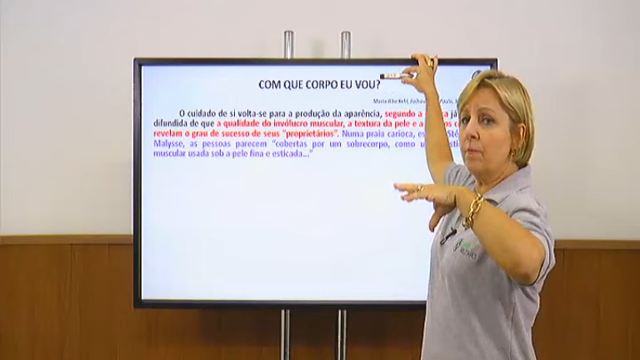 COM QUE CORPO EU VOU?
Maria Rita Kehl,
O cuidado de si volta-se para a produção da aparência, segundo a já
difundida de que a qualidade do invólucro muscular, a textura da pele e a
revelam o grau de sucesso de seus "proprietários". Numa praia carioca,
Malysse, as pessoas parecem "cobertas por um sobrecorpo, como
muscular usada sob a pele fina e esticada..."